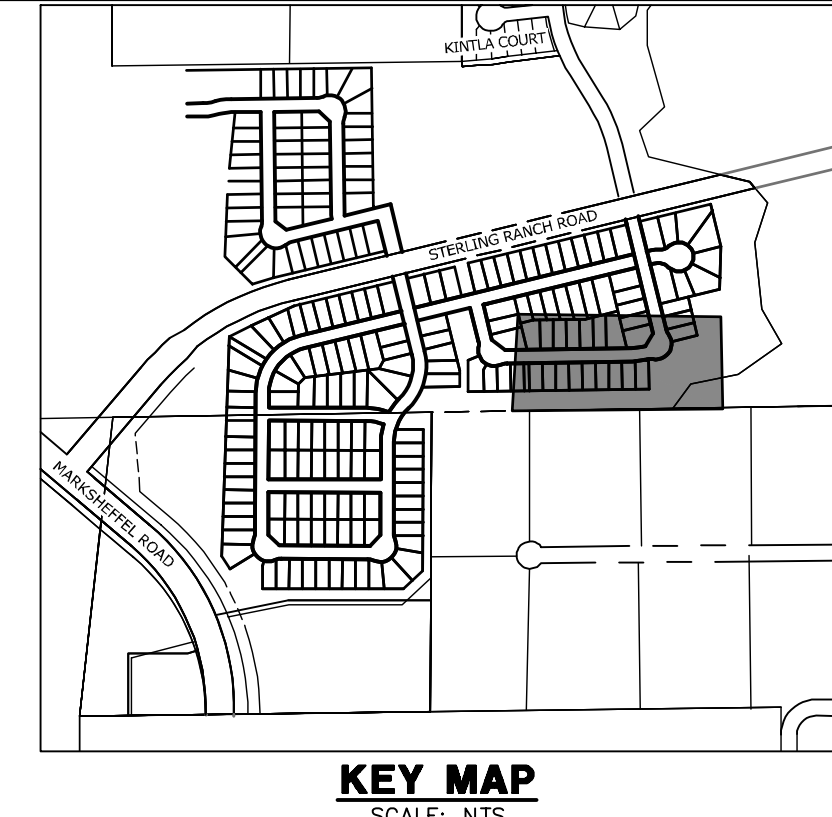 KINTLA COURT
STERLING RANCH ROAD
MARKSHEFFEL ROAD
KEY MAP
SCALE: NTS